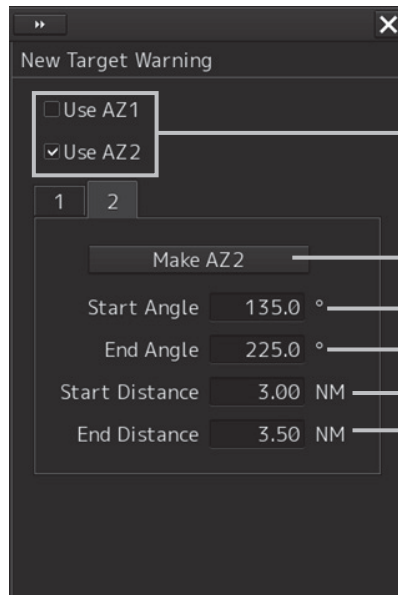 New Target Warning
Use AZ1
Use AZ2
1 2
Make AZ2
Start Angle 135.0 °
End Angle 225.0 °
Start Distance 3.00 NM
End Distance 3.50 NM